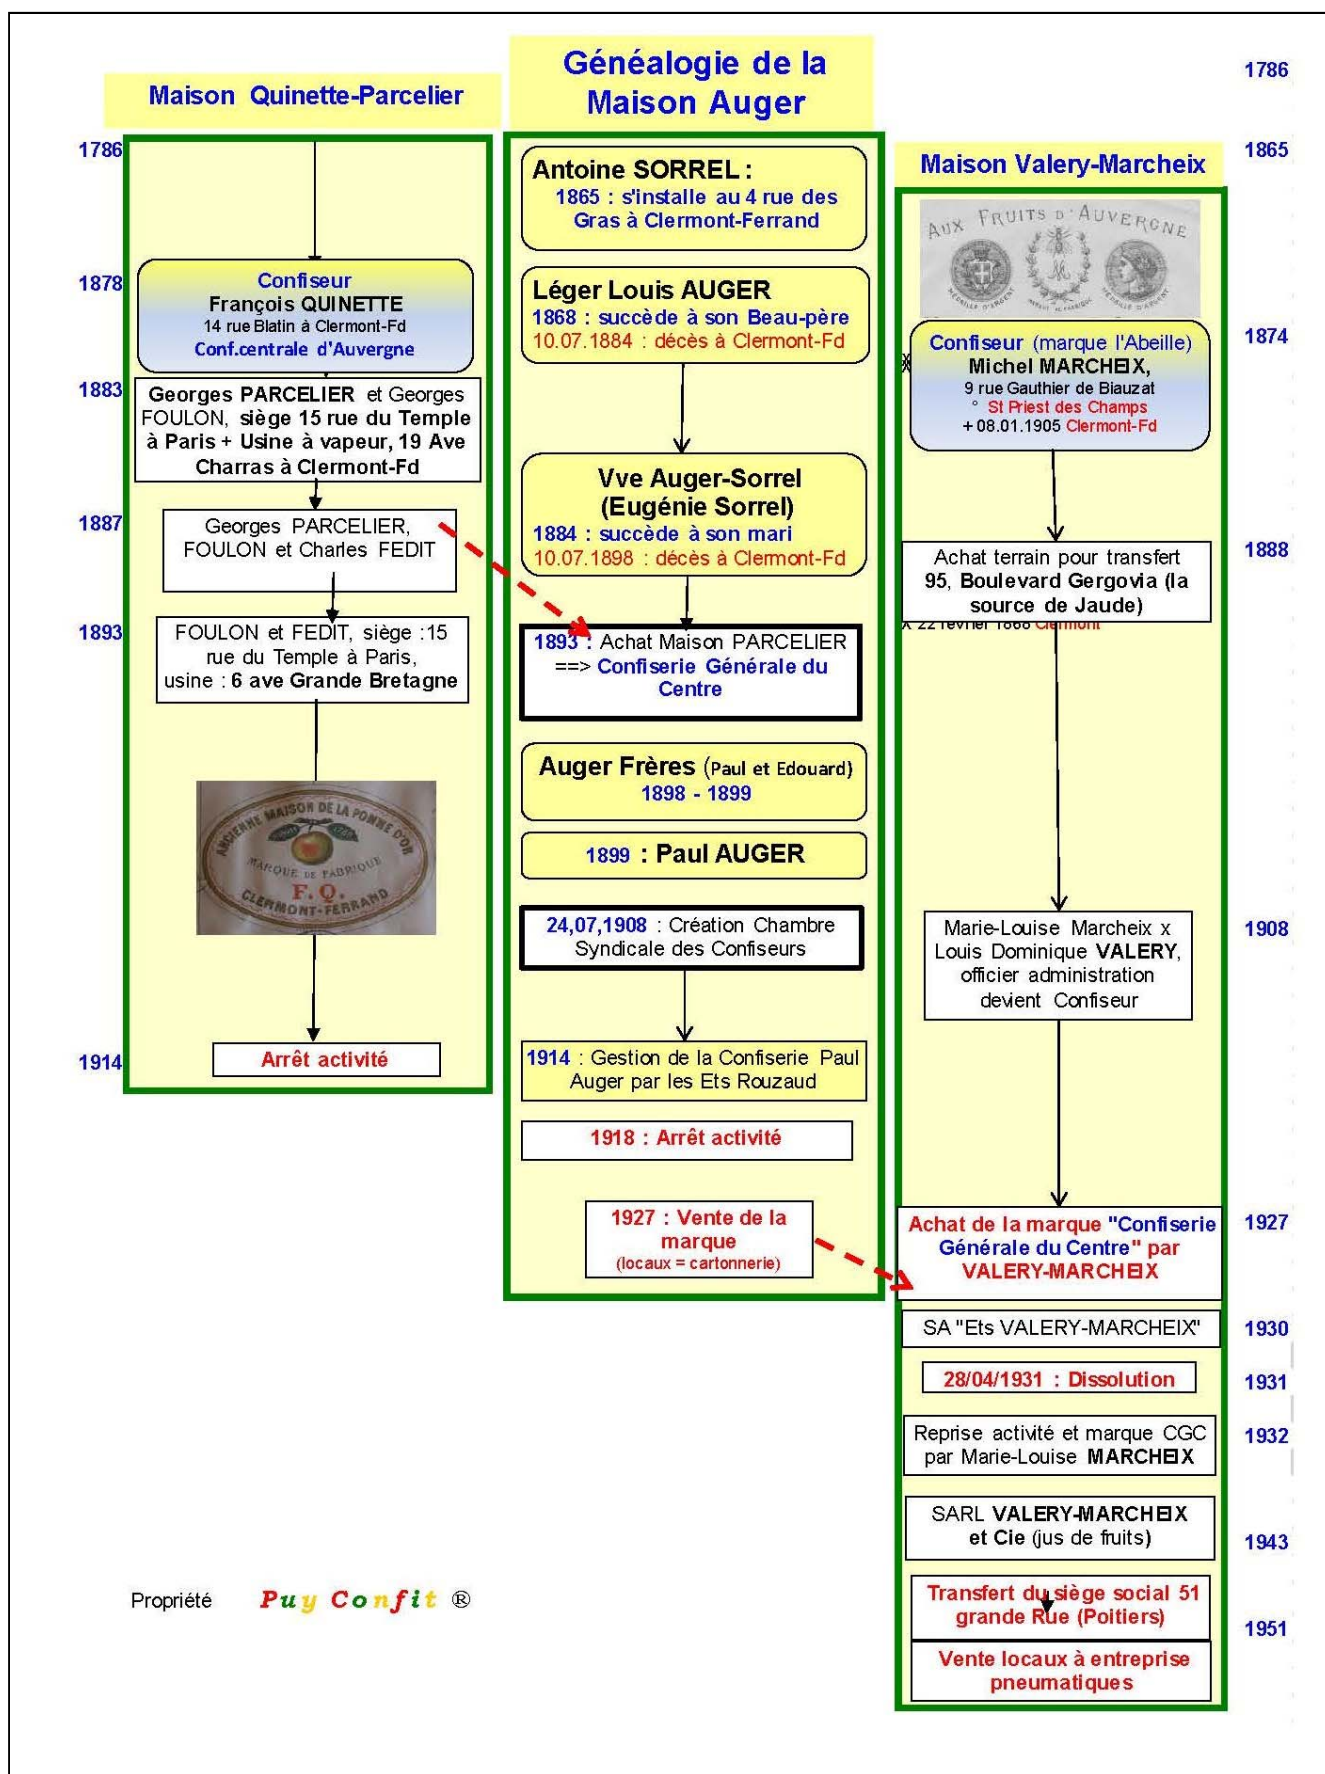 Généalogie de la
Maison Auger
Maison Quinette-Parcelier
1786
1878
Confiseur
François QUINETTE
14 rue Blatin à Clermont-Fd
Conf.centrale d'Auvergne
1883
Georges PARCELIER et Georges
FOULON, siège 15 rue du Temple
à Paris + Usine à vapeur, 19 Ave
Charras à Clermont-Fd
1887
Georges PARCELIER,
FOULON et Charles FEDIT
1893
FOULON et FEDIT, siège :15
rue du Temple à Paris,
usine : 6 ave Grande Bretagne
ANCIENNE MAISON DE LA POMME D'OR
MARQUE DE FABRIQUE
F. Q.
CLERMONT-FERRAND
1914
Arrêt activité
Antoine SORREL :
1865 : s'installe au 4 rue des
Gras à Clermont-Ferrand
Léger Louis AUGER
1868 : succède à son Beau-père
10.07.1884 : décès à Clermont-Fd
Vve Auger-Sorrel
(Eugénie Sorrel)
1884 : succède à son mari
10.07.1898 : décès à Clermont-Fd
1893 : Achat Maison PARCELIER
==> Confiserie Générale du
Centre
Auger Frères (Paul et Edouard)
1898 - 1899
1899 : Paul AUGER
24,07,1908 : Création Chambre
Syndicale des Confiseurs
1914 : Gestion de la Confiserie Paul
Auger par les Ets Rouzaud
1918 : Arrêt activité
1927 : Vente de la
marque
(locaux = cartonnerie)
1786
1865
Maison Valery-Marcheix
AUX FRUITS D'AUVERGNE
MÉDAILLE D'ARGENT
MÉDAILLE D'ARGENT
1874
Confiseur (marque l'Abeille)
Michel MARCHEIX,
9 rue Gauthier de Biauzat
° St Priest des Champs
+ 08.01.1905 Clermont-Fd
1888
Achat terrain pour transfert
95, Boulevard Gergovia (la
source de Jaude)
X 22 février 1868 Clermont
1908
Marie-Louise Marcheix x
Louis Dominique VALERY,
officier administration
devient Confiseur
1927
Achat de la marque "Confiserie
Générale du Centre" par
VALERY-MARCHEIX
1930
SA "Ets VALERY-MARCHEIX"
1931
28/04/1931 : Dissolution
1932
Reprise activité et marque CGC
par Marie-Louise MARCHEIX
1943
SARL VALERY-MARCHEIX
et Cie (jus de fruits)
1951
Transfert du siège social 51
grande Rue (Poitiers)
Vente locaux à entreprise
pneumatiques
Propriété Puy Confit ®